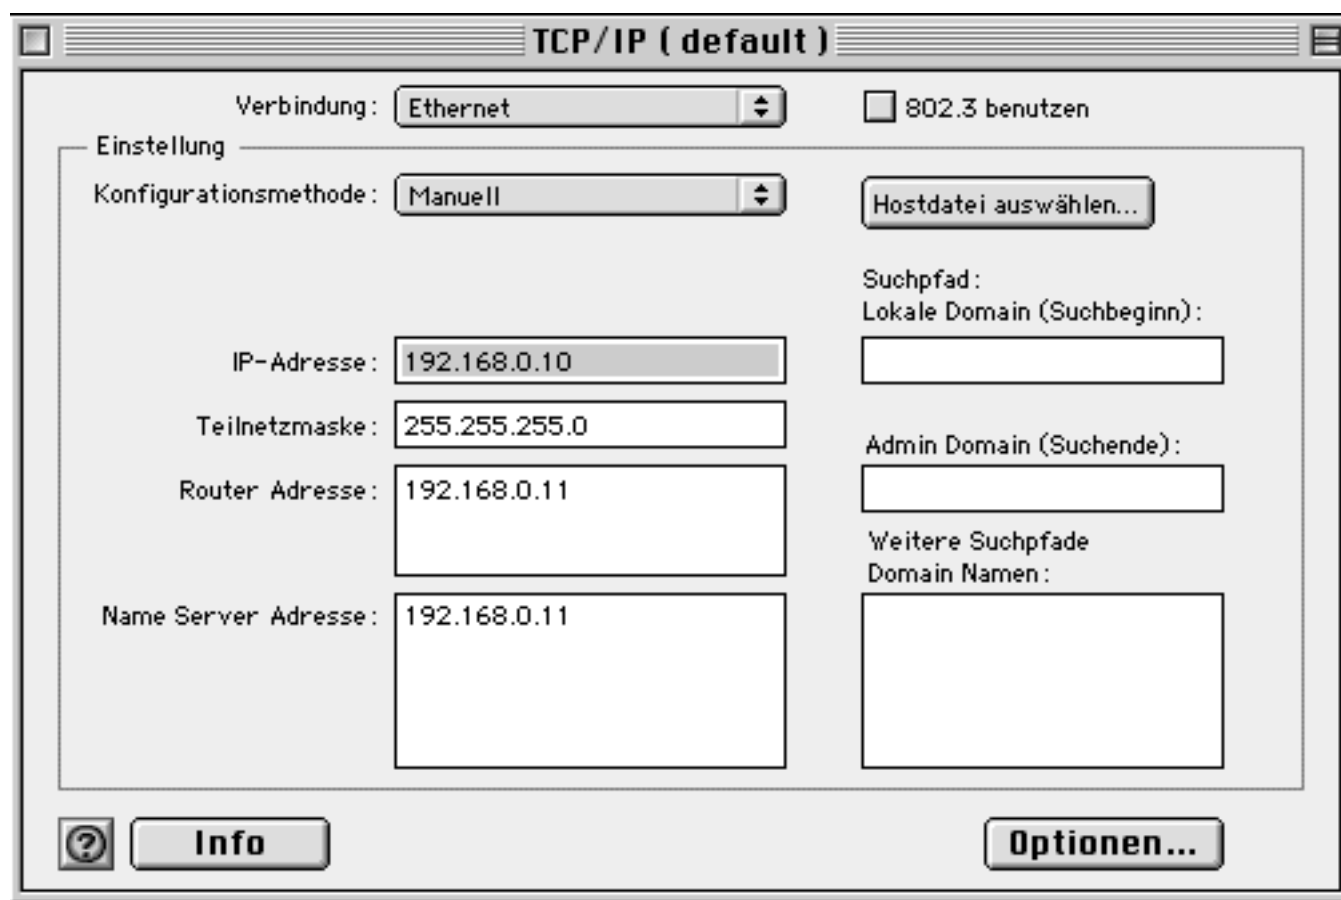 TCP/IP ( default )
Verbindung: Ethernet
802.3 benutzen
Einstellung
Konfigurationsmethode: Manuell
Hostdatei auswählen...
Suchpfad:
Lokale Domain (Suchbeginn):
IP-Adresse: 192.168.0.10
Teilnetzmaske: 255.255.255.0
Admin Domain (Suchende):
Router Adresse: 192.168.0.11
Weitere Suchpfade
Domain Namen:
Name Server Adresse: 192.168.0.11
?
Info
Optionen...